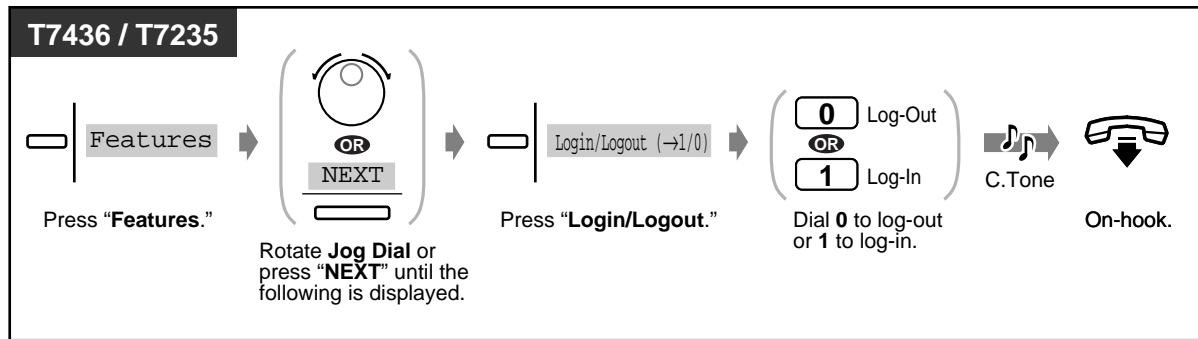 T7436 / T7235
Features
Press “Features.”
OR
NEXT
Rotate Jog Dial or
press “NEXT” until the
following is displayed.
Login/Logout (→1/0)
Press “Login/Logout.”
0 Log-Out
OR
1 Log-In
Dial 0 to log-out
or 1 to log-in.
C.Tone
On-hook.